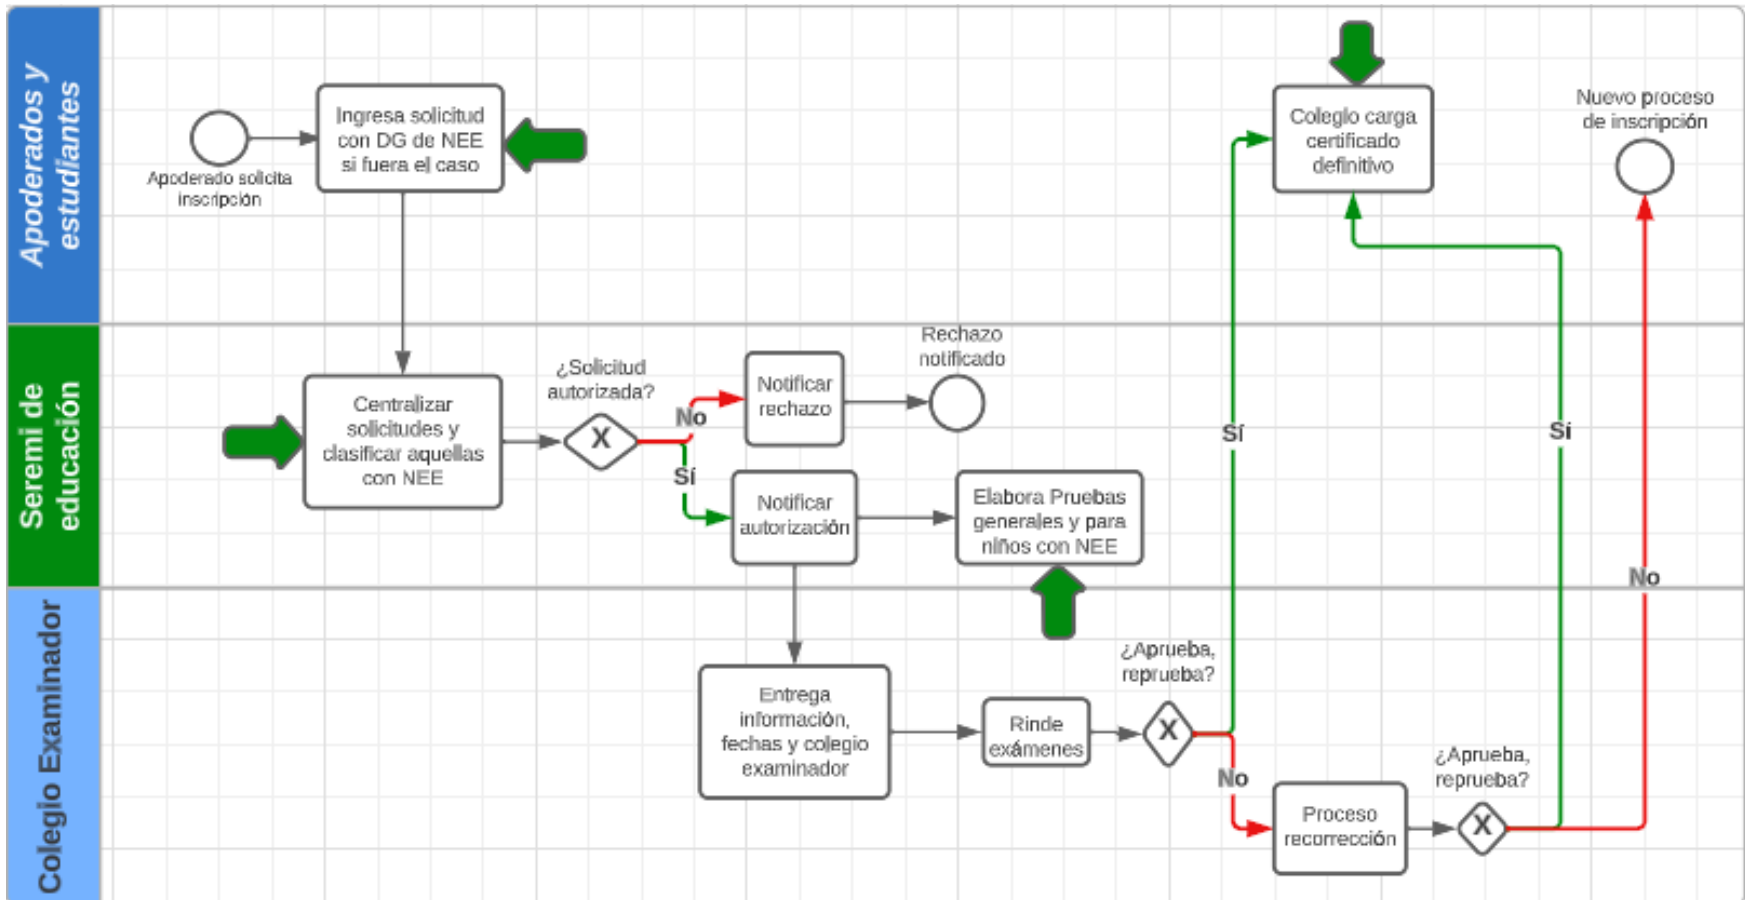 Apoderados y
estudiantes
Apoderado solicita
inscripción
Ingresa solicitud
con DG de NEE
si fuera el caso
Colegio carga
certificado
definitivo
Nuevo proceso
de inscripción
Seremi de
educación
Centralizar
solicitudes y
clasificar aquellas
con NEE
¿Solicitud
autorizada?
X
No
Sí
Notificar
rechazo
Rechazo
notificado
Notificar
autorización
Elabora Pruebas
generales y para
niños con NEE
Sí
Sí
No
Colegio Examinador
Entrega
información,
fechas y colegio
examinador
Rinde
exámenes
¿Aprueba,
reprueba?
X
No
Proceso
recorrección
¿Aprueba,
reprueba?
X